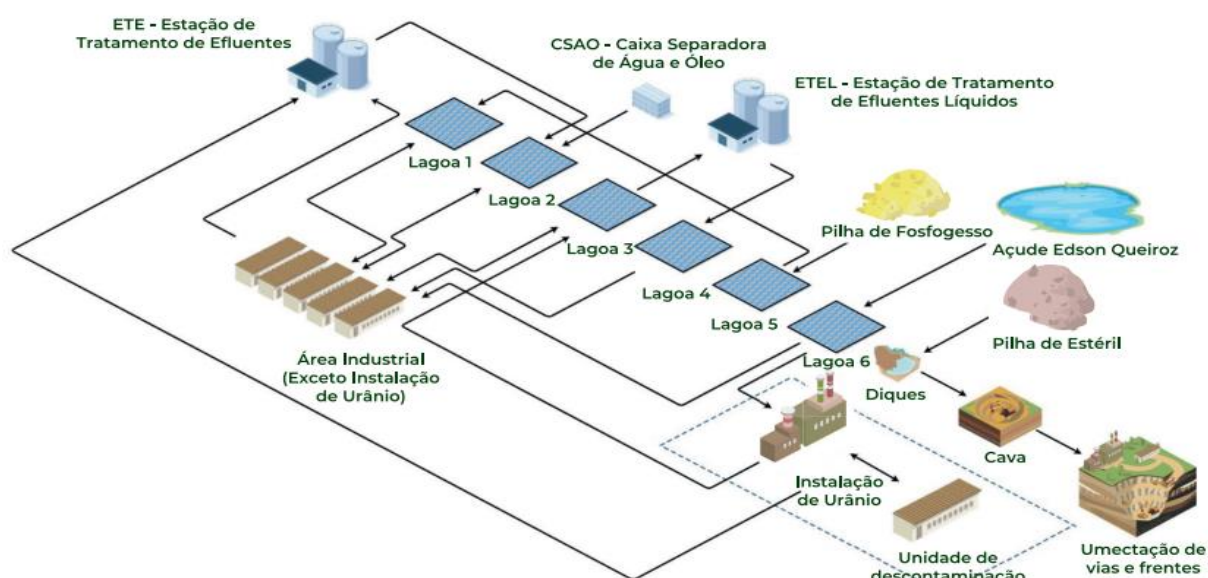 ETE - Estação de
Tratamento de Efluentes
CSAO - Caixa Separadora
de Água e Óleo
ETEL - Estação de Tratamento
de Efluentes Líquidos
Lagoa 1
Lagoa 2
Lagoa 3
Lagoa 4
Lagoa 5
Lagoa 6
Pilha de Fosfogesso
Açude Edson Queiroz
Pilha de Estéril
Área Industrial
(Exceto Instalação
de Urânio)
Diques
Cava
Instalação
de Urânio
Unidade de
descontaminação
Umectação de
vias e frentes